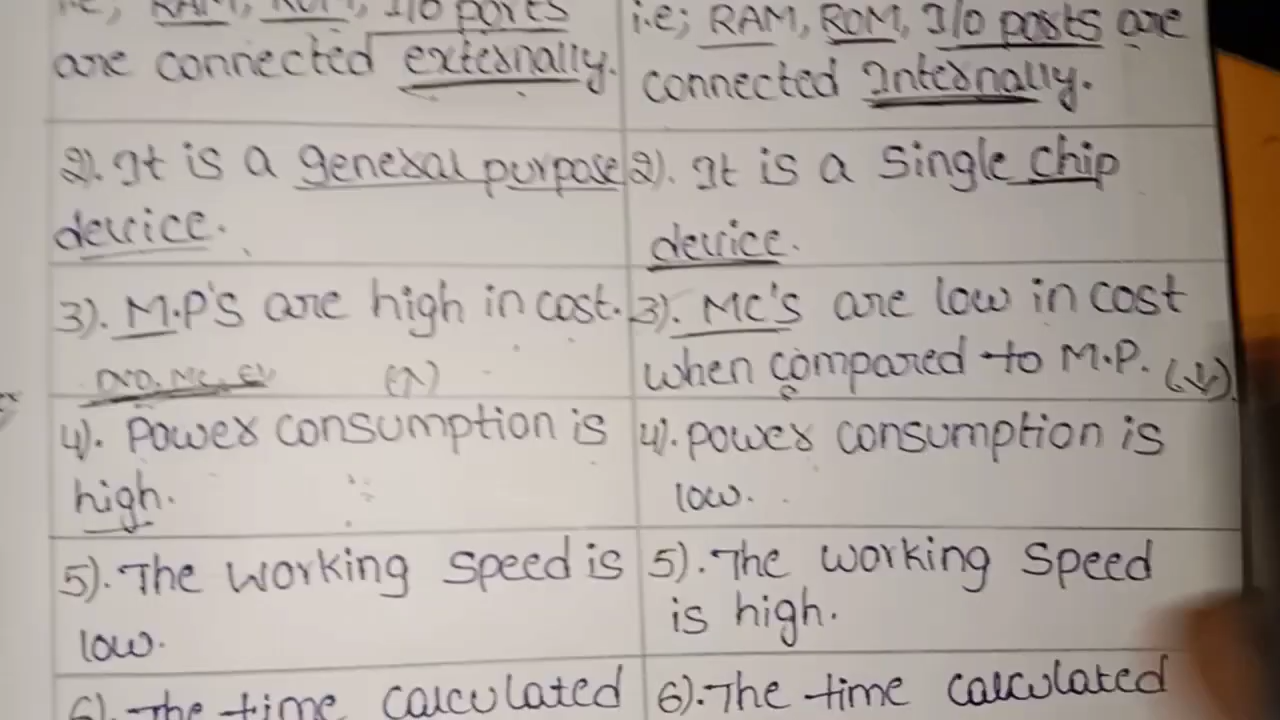 i.e; RAM, ROM, I/O ports
are connected externally.
i.e; RAM, ROM, I/O ports are
connected Internally.
2). It is a general purpose
device.
2). It is a single chip
device.
3). M.P's are high in cost.
(↑)
3). MC's are low in cost
when compared to M.P. (↓).
4). Power consumption is
high.
4). power consumption is
low.
5). The working speed is
low.
5). The working speed
is high.
6). The time calculated
6). The time calculated